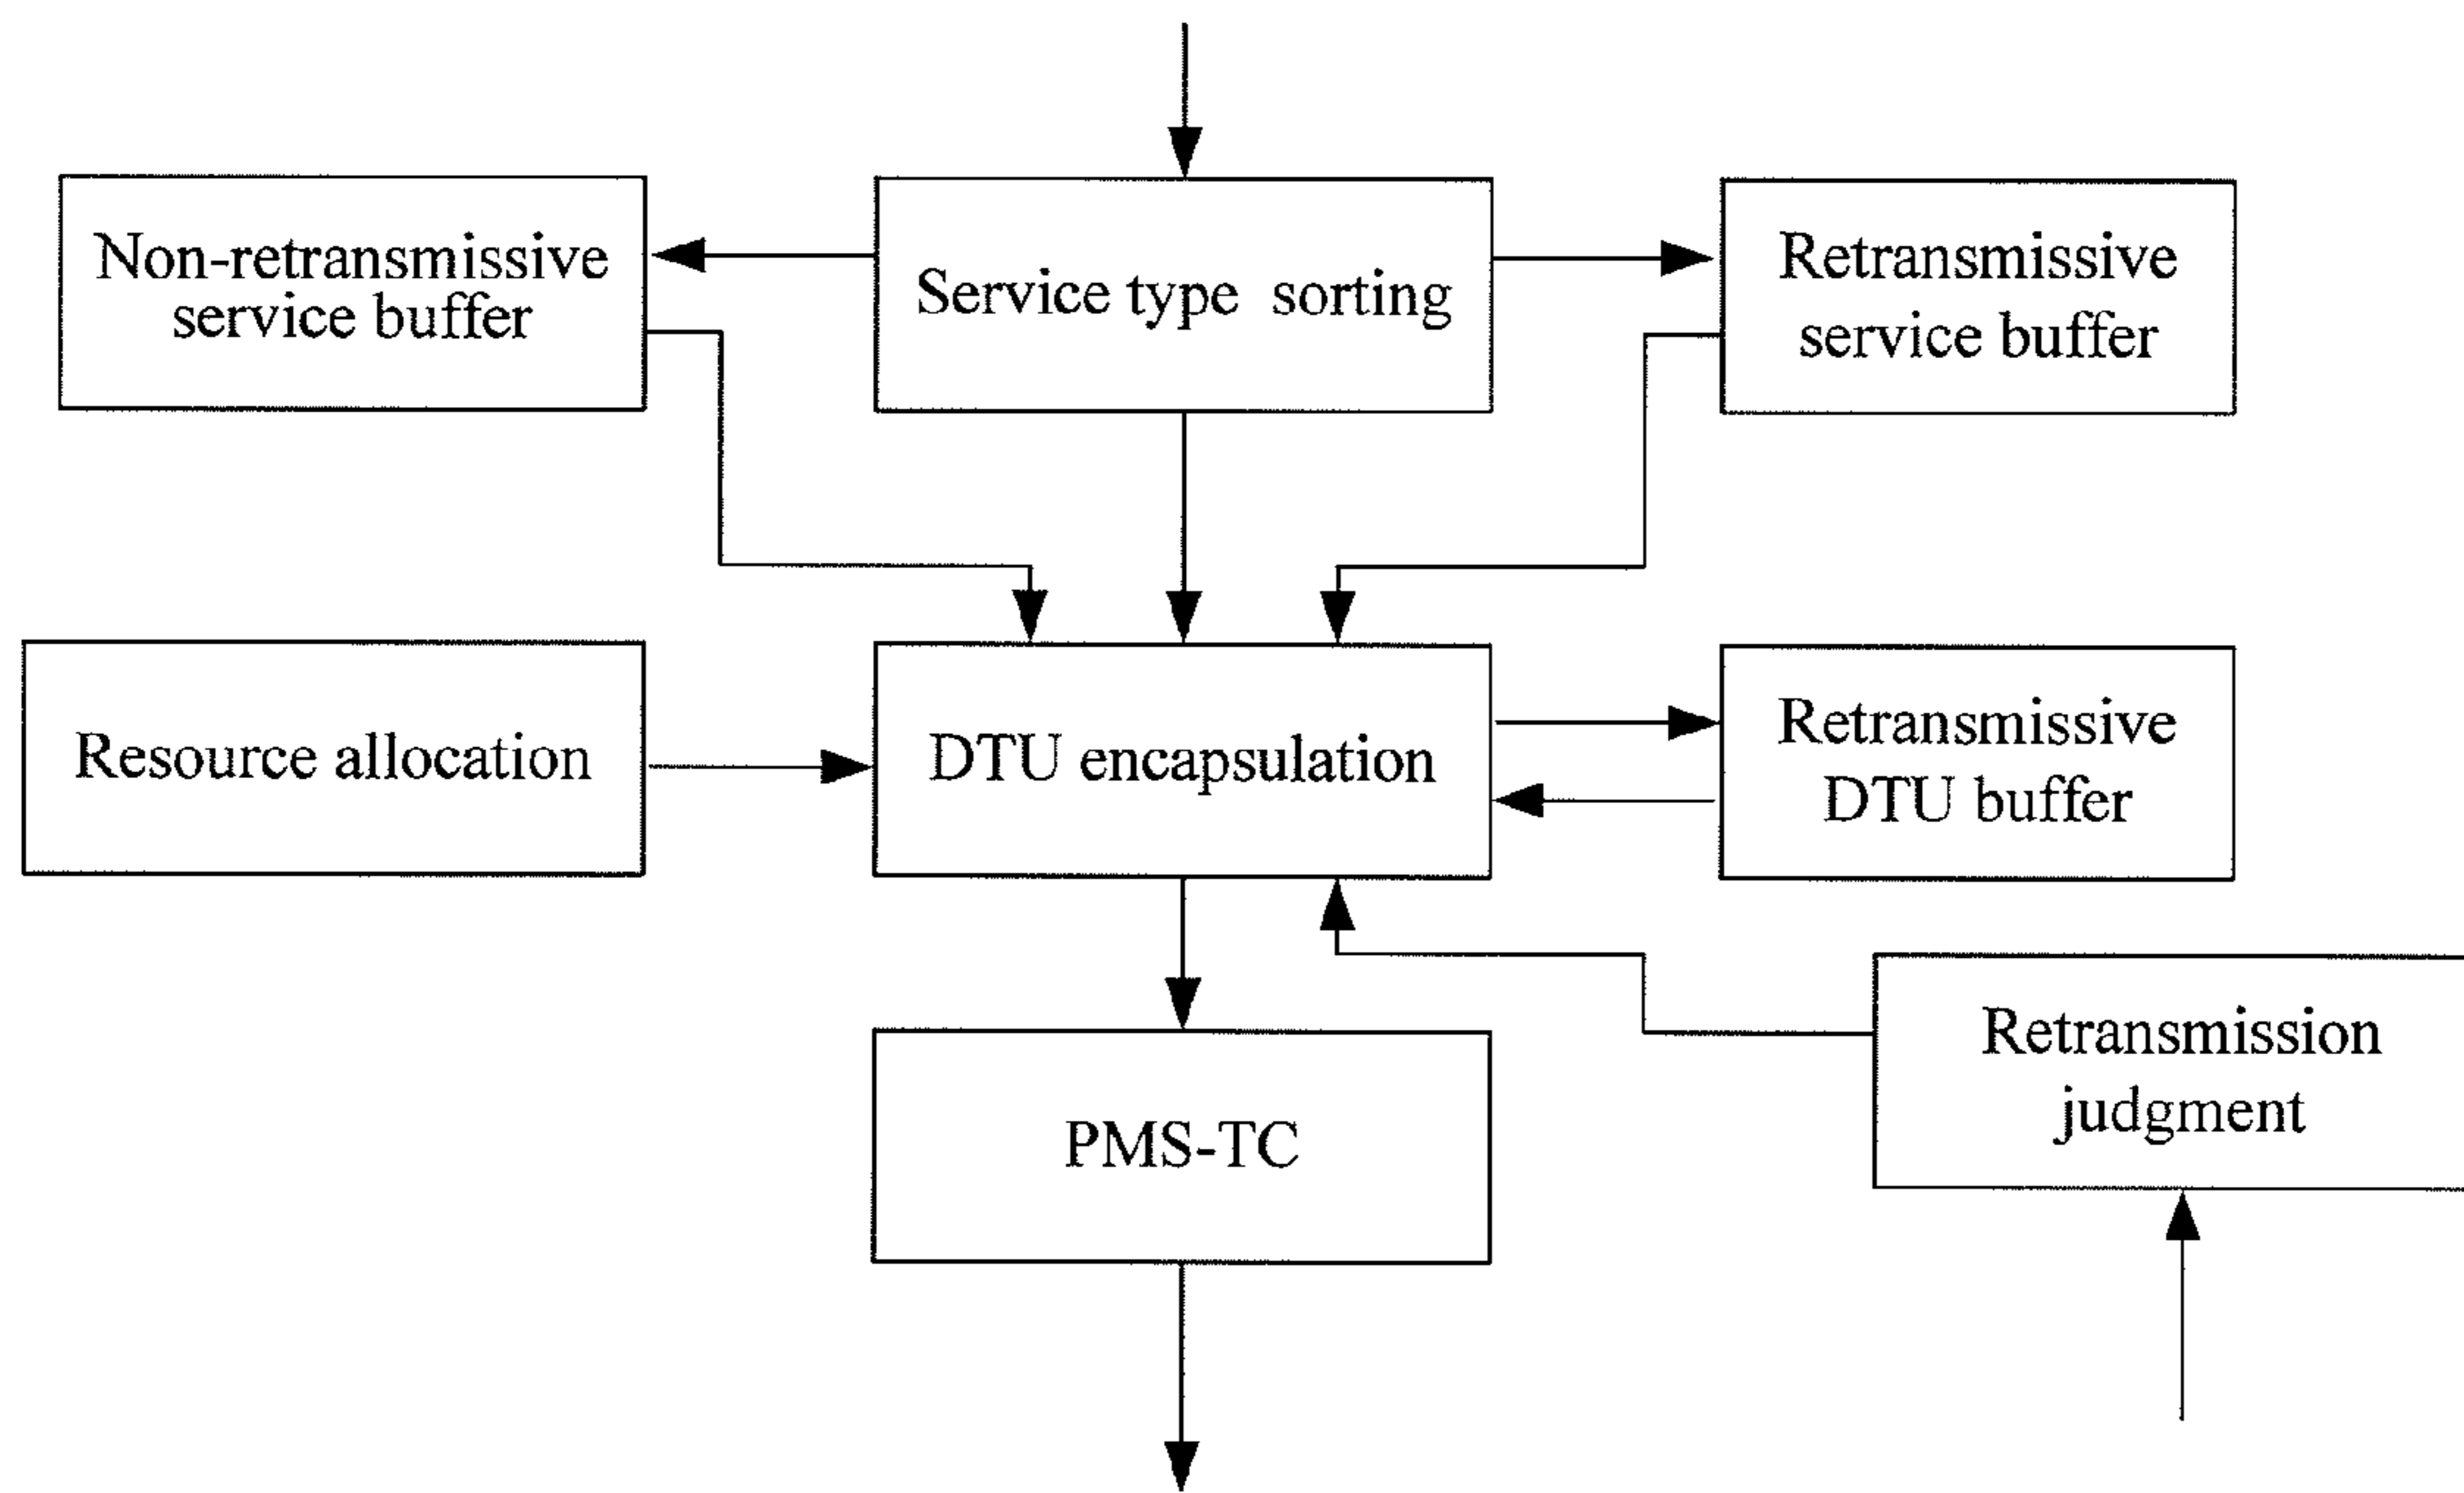 Non-retransmissive
service buffer
Service type sorting
Retransmissive
service buffer
Resource allocation
DTU encapsulation
Retransmissive
DTU buffer
PMS-TC
Retransmission
judgment